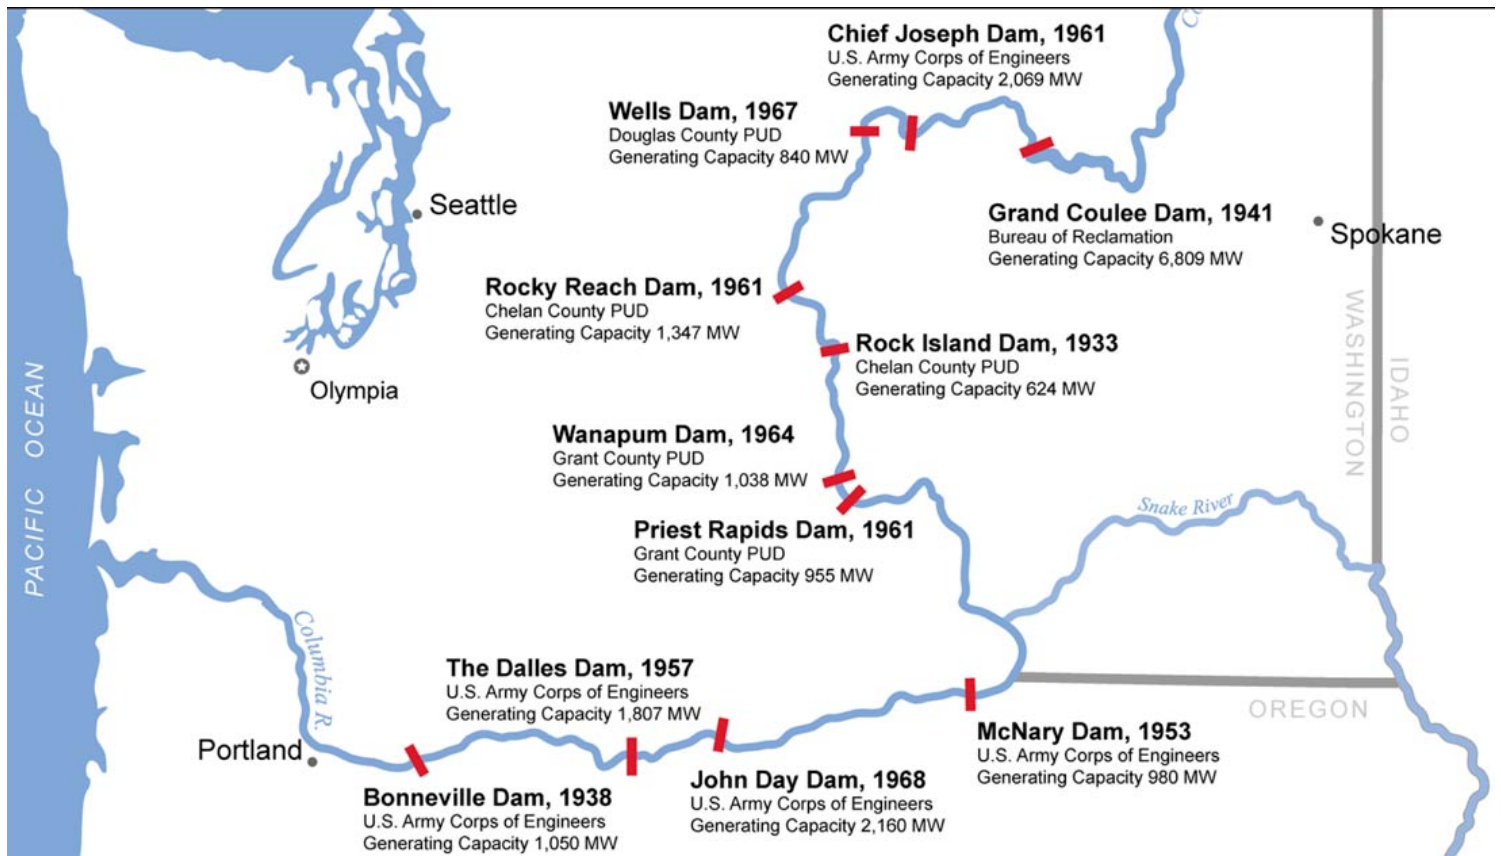 Co
Chief Joseph Dam, 1961
U.S. Army Corps of Engineers
Generating Capacity 2,069 MW
Wells Dam, 1967
Douglas County PUD
Generating Capacity 840 MW
Seattle
Grand Coulee Dam, 1941
Bureau of Reclamation
Generating Capacity 6,809 MW
Spokane
Rocky Reach Dam, 1961
Chelan County PUD
Generating Capacity 1,347 MW
Rock Island Dam, 1933
Chelan County PUD
Generating Capacity 624 MW
WASHINGTON
IDAHO
Olympia
PACIFIC OCEAN
Wanapum Dam, 1964
Grant County PUD
Generating Capacity 1,038 MW
Snake River
Priest Rapids Dam, 1961
Grant County PUD
Generating Capacity 955 MW
Columbia R.
The Dalles Dam, 1957
U.S. Army Corps of Engineers
Generating Capacity 1,807 MW
OREGON
Portland
McNary Dam, 1953
U.S. Army Corps of Engineers
Generating Capacity 980 MW
John Day Dam, 1968
U.S. Army Corps of Engineers
Generating Capacity 2,160 MW
Bonneville Dam, 1938
U.S. Army Corps of Engineers
Generating Capacity 1,050 MW